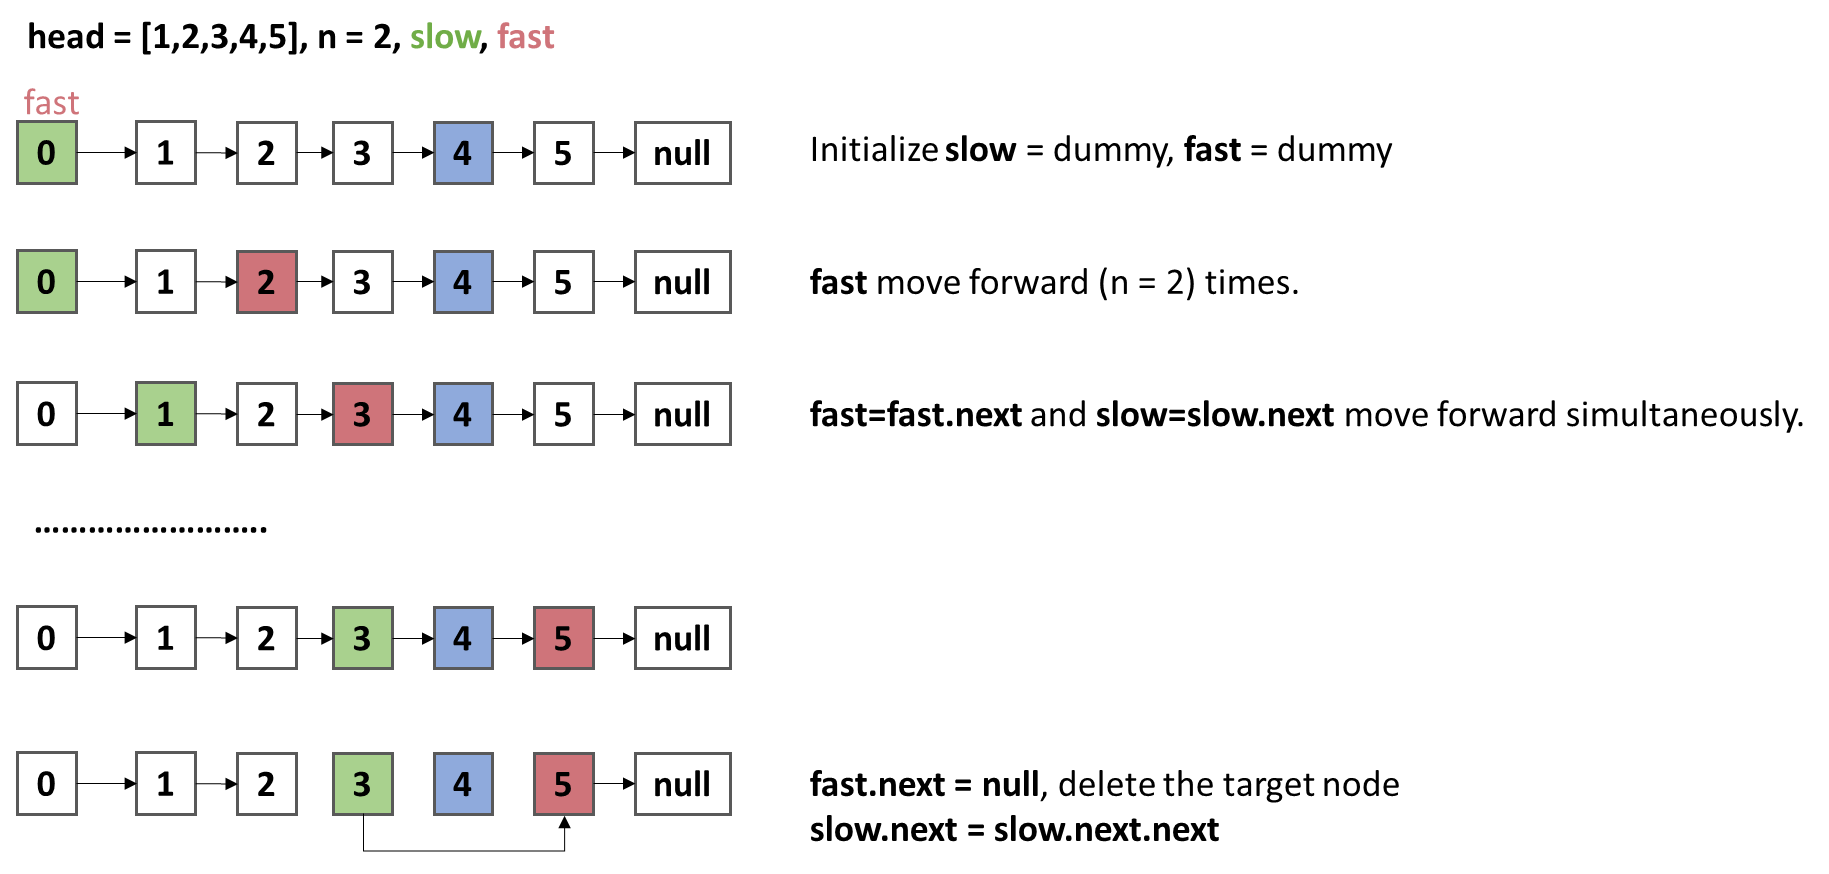 head = [1,2,3,4,5], n = 2, slow, fast
fast
0 1 2 3 4 5 null
Initialize slow = dummy, fast = dummy
0 1 2 3 4 5 null
fast move forward (n = 2) times.
0 1 2 3 4 5 null
fast=fast.next and slow=slow.next move forward simultaneously.
..........................
0 1 2 3 4 5 null
0 1 2 3 4 5 null
fast.next = null, delete the target node
slow.next = slow.next.next